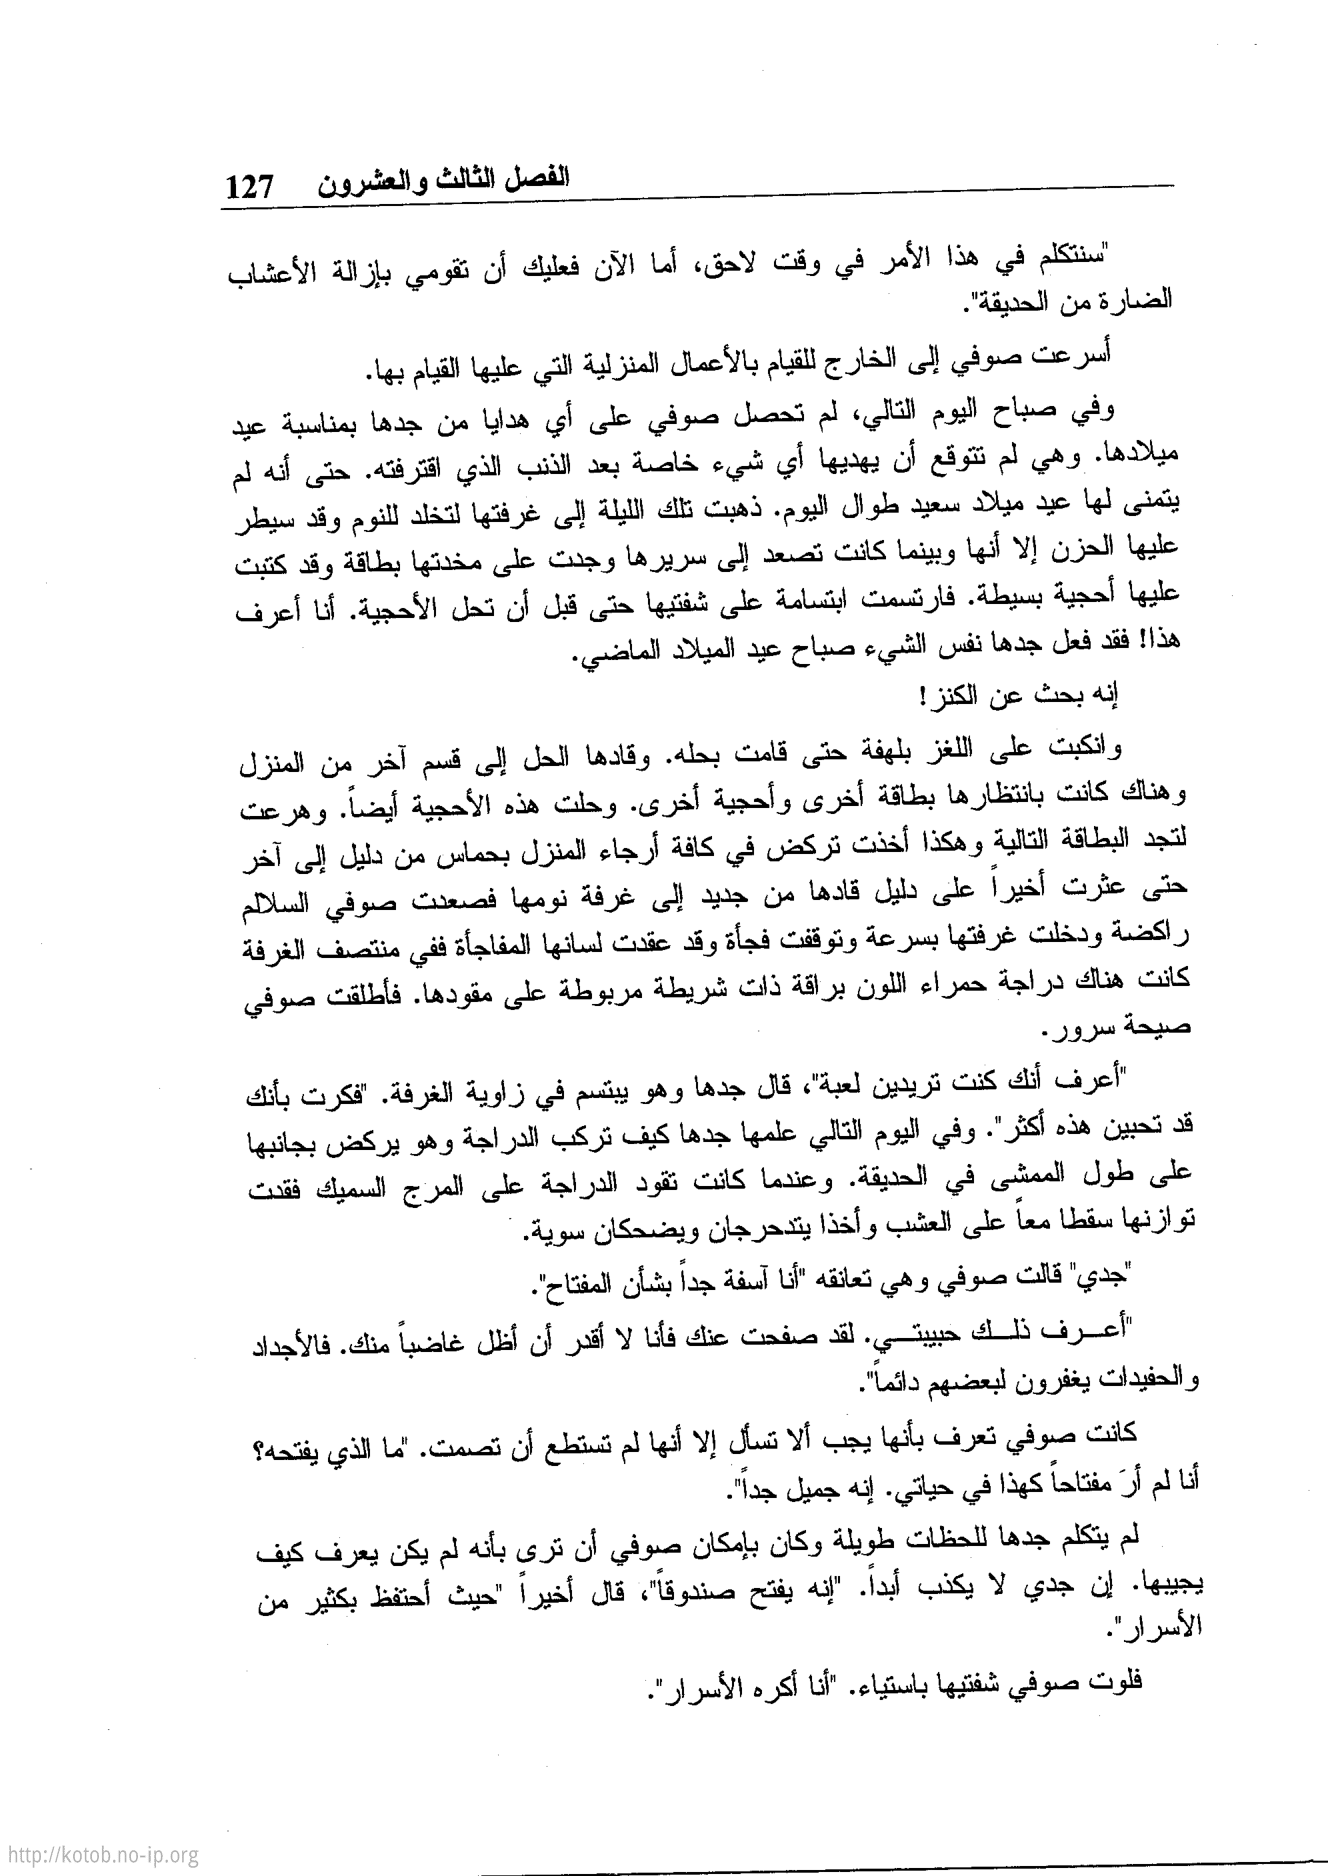 الفصل الثالث والعشرون 127
"سنتكلم في هذا الأمر في وقت لاحق، أما الآن فعليك أن تقومي بإزالة الأعشاب
الضارة من الحديقة".
أسرعت صوفي إلى الخارج للقيام بالأعمال المنزلية التي عليها القيام بها.
وفي صباح اليوم التالي، لم تحصل صوفي على أي هدايا من جدها بمناسبة عيد
ميلادها. وهي لم تتوقع أن يهديها أي شيء خاصة بعد الذنب الذي اقترفته. حتى أنه لم
يتمنى لها عيد ميلاد سعيد طوال اليوم. ذهبت تلك الليلة إلى غرفتها لتخلد للنوم وقد سيطر
عليها الحزن إلا أنها وبينما كانت تصعد إلى سريرها وجدت على مخدتها بطاقة وقد كتبت
عليها أحجية بسيطة. فارتسمت ابتسامة على شفتيها حتى قبل أن تحل الأحجية. أنا أعرف
هذا! فقد فعل جدها نفس الشيء صباح عيد الميلاد الماضي.
إنه بحث عن الكنز!
وانكبت على اللغز بلهفة حتى قامت بحله. وقادها الحل إلى قسم آخر من المنزل
وهناك كانت بانتظارها بطاقة أخرى وأحجية أخرى. وحلت هذه الأحجية أيضاً. وهرعت
لتجد البطاقة التالية وهكذا أخذت تركض في كافة أرجاء المنزل بحماس من دليل إلى آخر
حتى عثرت أخيراً على دليل قادها من جديد إلى غرفة نومها فصعدت صوفي السلالم
راكضة ودخلت غرفتها بسرعة وتوقفت فجأة وقد عقدت لسانها المفاجأة ففي منتصف الغرفة
كانت هناك دراجة حمراء اللون براقة ذات شريطة مربوطة على مقودها. فأطلقت صوفي
صيحة سرور.
"أعرف أنك كنت تريدين لعبة"، قال جدها وهو يبتسم في زاوية الغرفة. "فكرت بأنك
قد تحبين هذه أكثر". وفي اليوم التالي علمها جدها كيف تركب الدراجة وهو يركض بجانبها
على طول الممشى في الحديقة. وعندما كانت تقود الدراجة على المرج السميك فقدت
توازنها سقطا معاً على العشب وأخذا يتدحرجان ويضحكان سوية.
"جدي" قالت صوفي وهي تعانقه "أنا آسفة جداً بشأن المفتاح".
"أعـــرف ذلـــك حبيبتـــي. لقد صفحت عنك فأنا لا أقدر أن أظل غاضباً منك. فالأجداد
والحفيدات يغفرون لبعضهم دائماً".
كانت صوفي تعرف بأنها يجب ألا تسأل إلا أنها لم تستطع أن تصمت. "ما الذي يفتحه؟
أنا لم أرَ مفتاحاً كهذا في حياتي. إنه جميل جداً".
لم يتكلم جدها للحظات طويلة وكان بإمكان صوفي أن ترى بأنه لم يكن يعرف كيف
يجيبها. إن جدي لا يكذب أبداً. "إنه يفتح صندوقاً"، قال أخيراً "حيث أحتفظ بكثير من
الأسرار".
فلوت صوفي شفتيها باستياء. "أنا أكره الأسرار".
http://kotob.no-ip.org